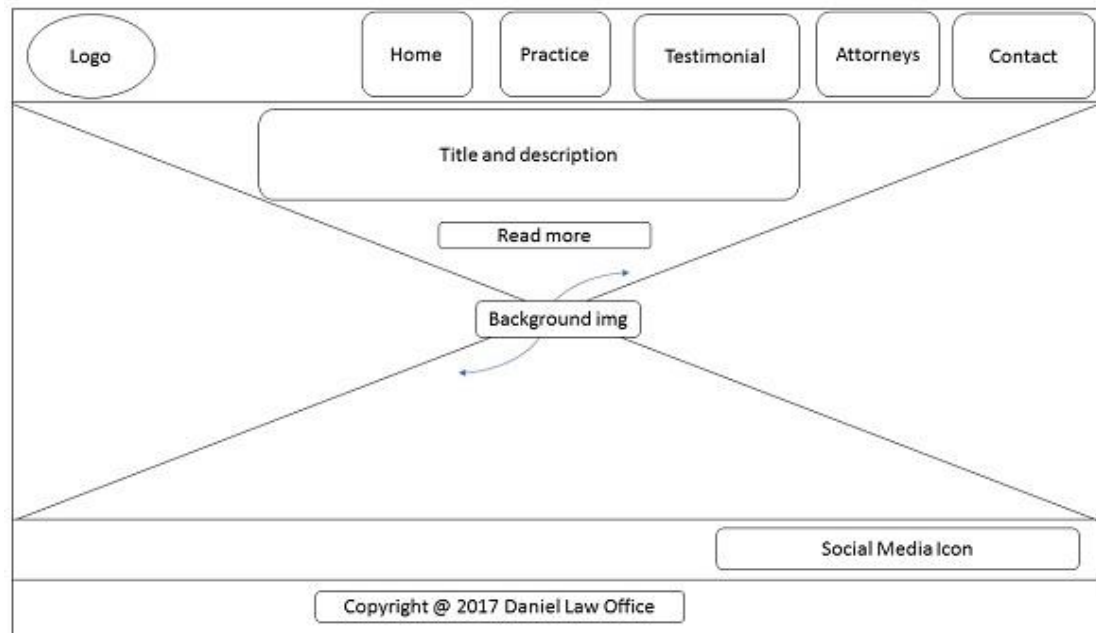 Logo
Home
Practice
Testimonial
Attorneys
Contact
Title and description
Read more
Background img
Social Media Icon
Copyright @ 2017 Daniel Law Office